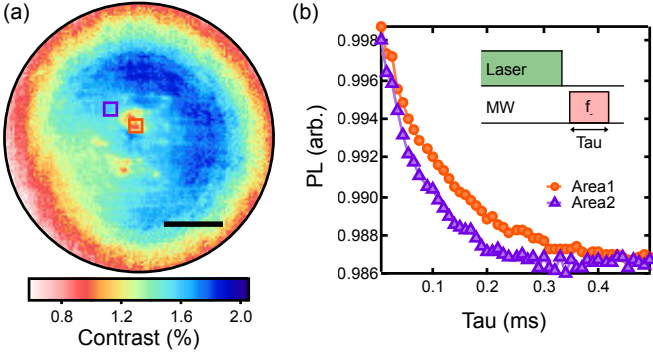 (a)
0.8
1.2
1.6
2.0
Contrast (%)
(b)
0.998
0.996
0.994
0.992
0.990
0.988
0.986
PL (arb.)
Laser
MW
f_
Tau
Area1
Area2
0.1
0.2
0.3
0.4
Tau (ms)